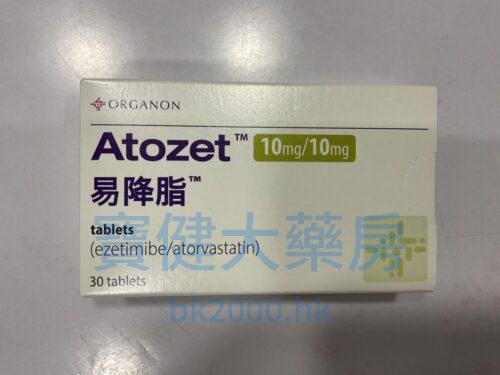 ORGANON
Atozet™ 10mg/10mg
易降脂™
寶健大藥房
tablets
(ezetimibe/atorvastatin)
30 tablets
bk2000.hk